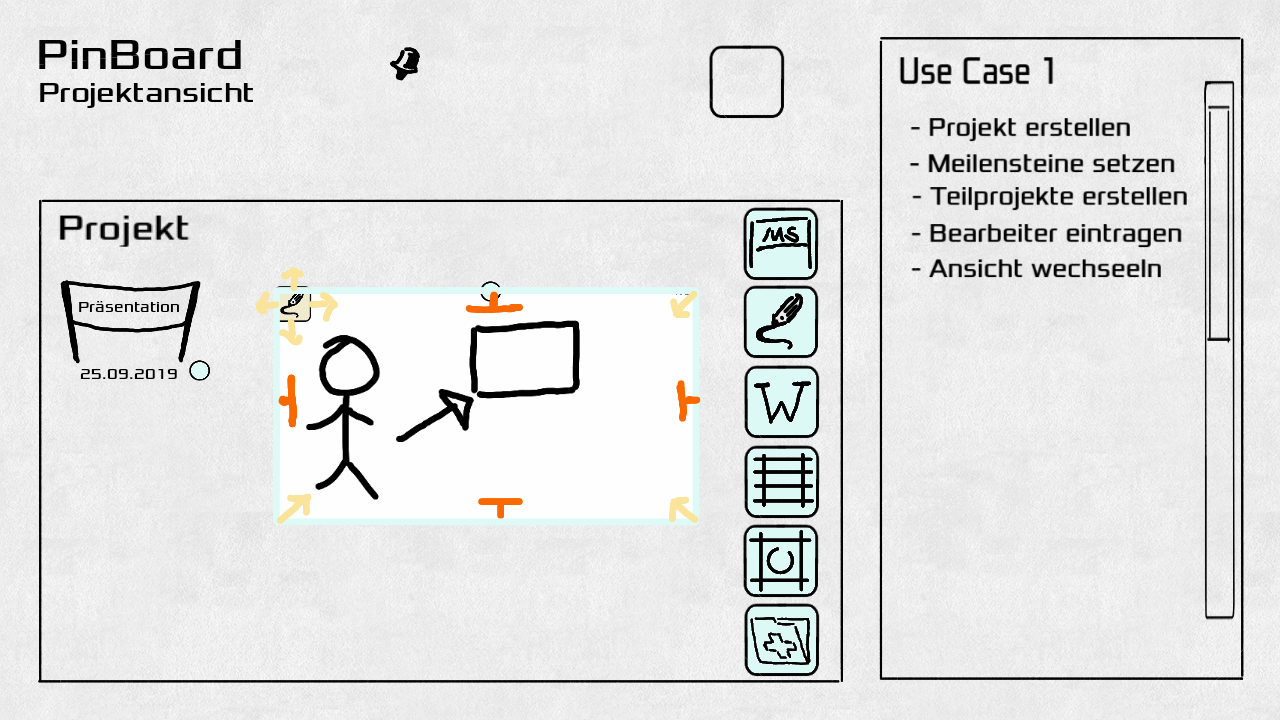 PinBoard
Projektansicht
Projekt
Präsentation
25.09.2019
MS
W
Use Case 1
- Projekt erstellen
- Meilensteine setzen
- Teilprojekte erstellen
- Bearbeiter eintragen
- Ansicht wechseeln